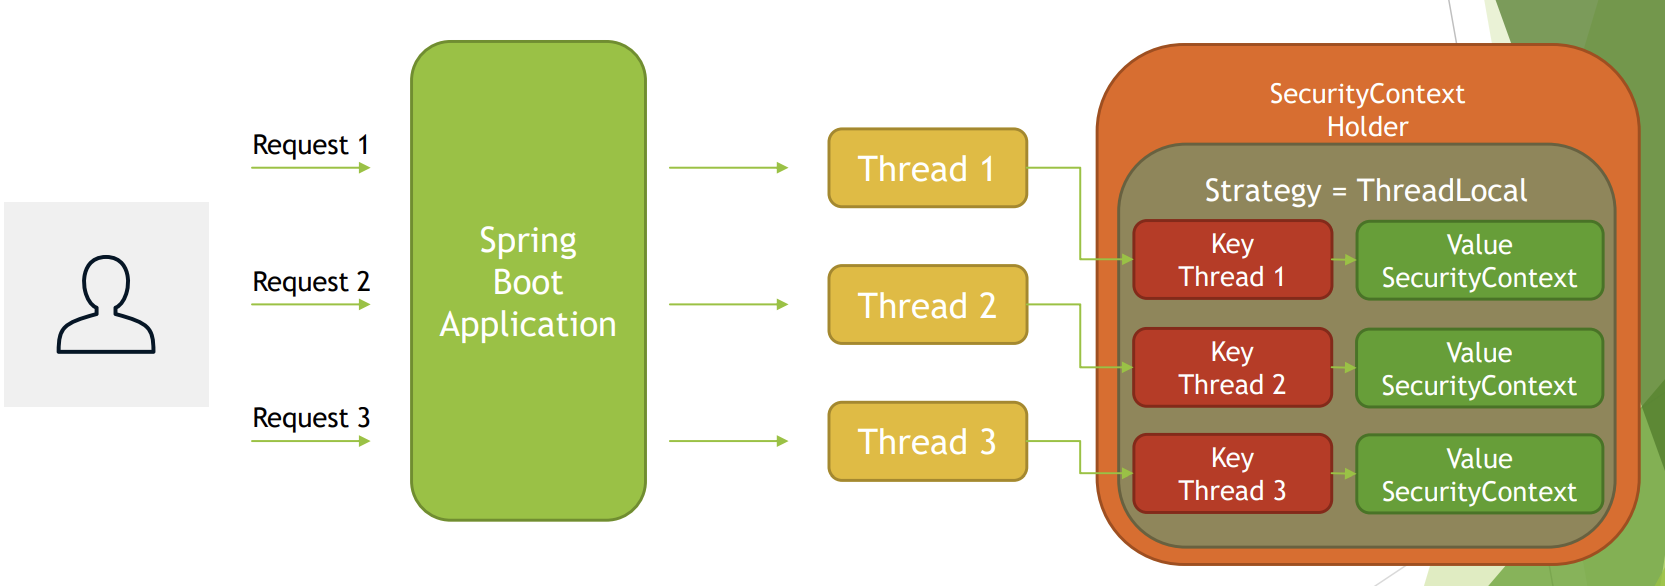 Request 1
Request 2
Request 3
Spring
Boot
Application
Thread 1
Thread 2
Thread 3
SecurityContext
Holder
Strategy = ThreadLocal
Key
Thread 1
Value
SecurityContext
Key
Thread 2
Value
SecurityContext
Key
Thread 3
Value
SecurityContext